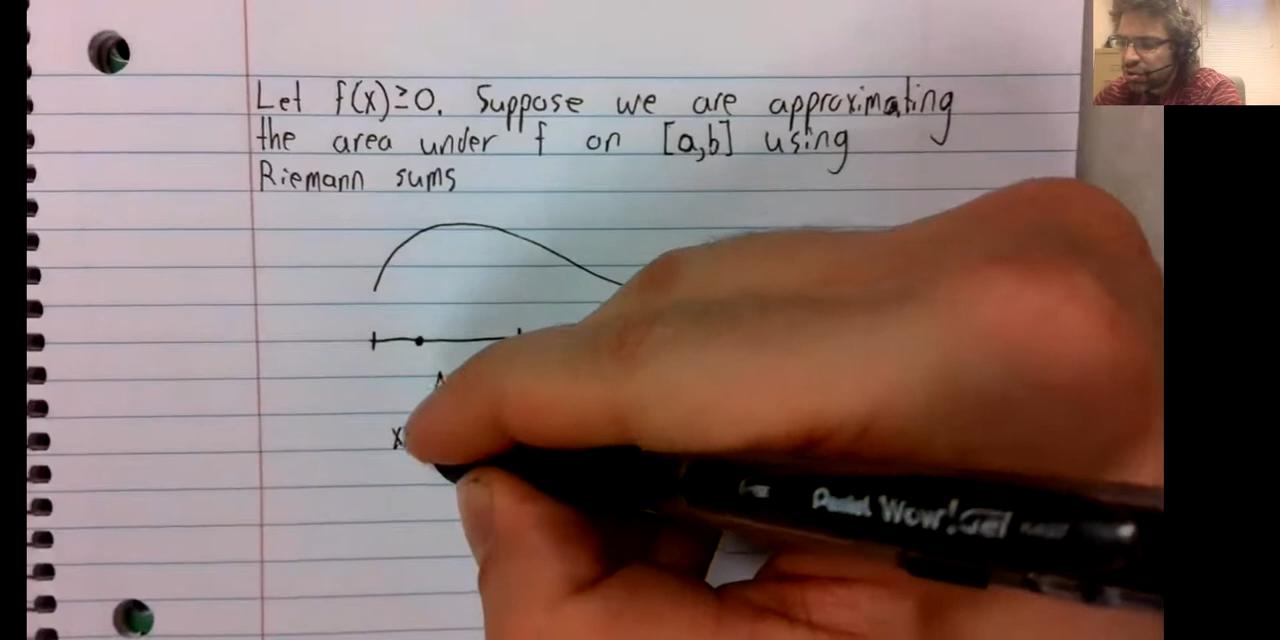 Let f(x)≥0. Suppose we are approximating
the area under f on [a,b] using
Riemann sums
X
Pentel Wow! Gel